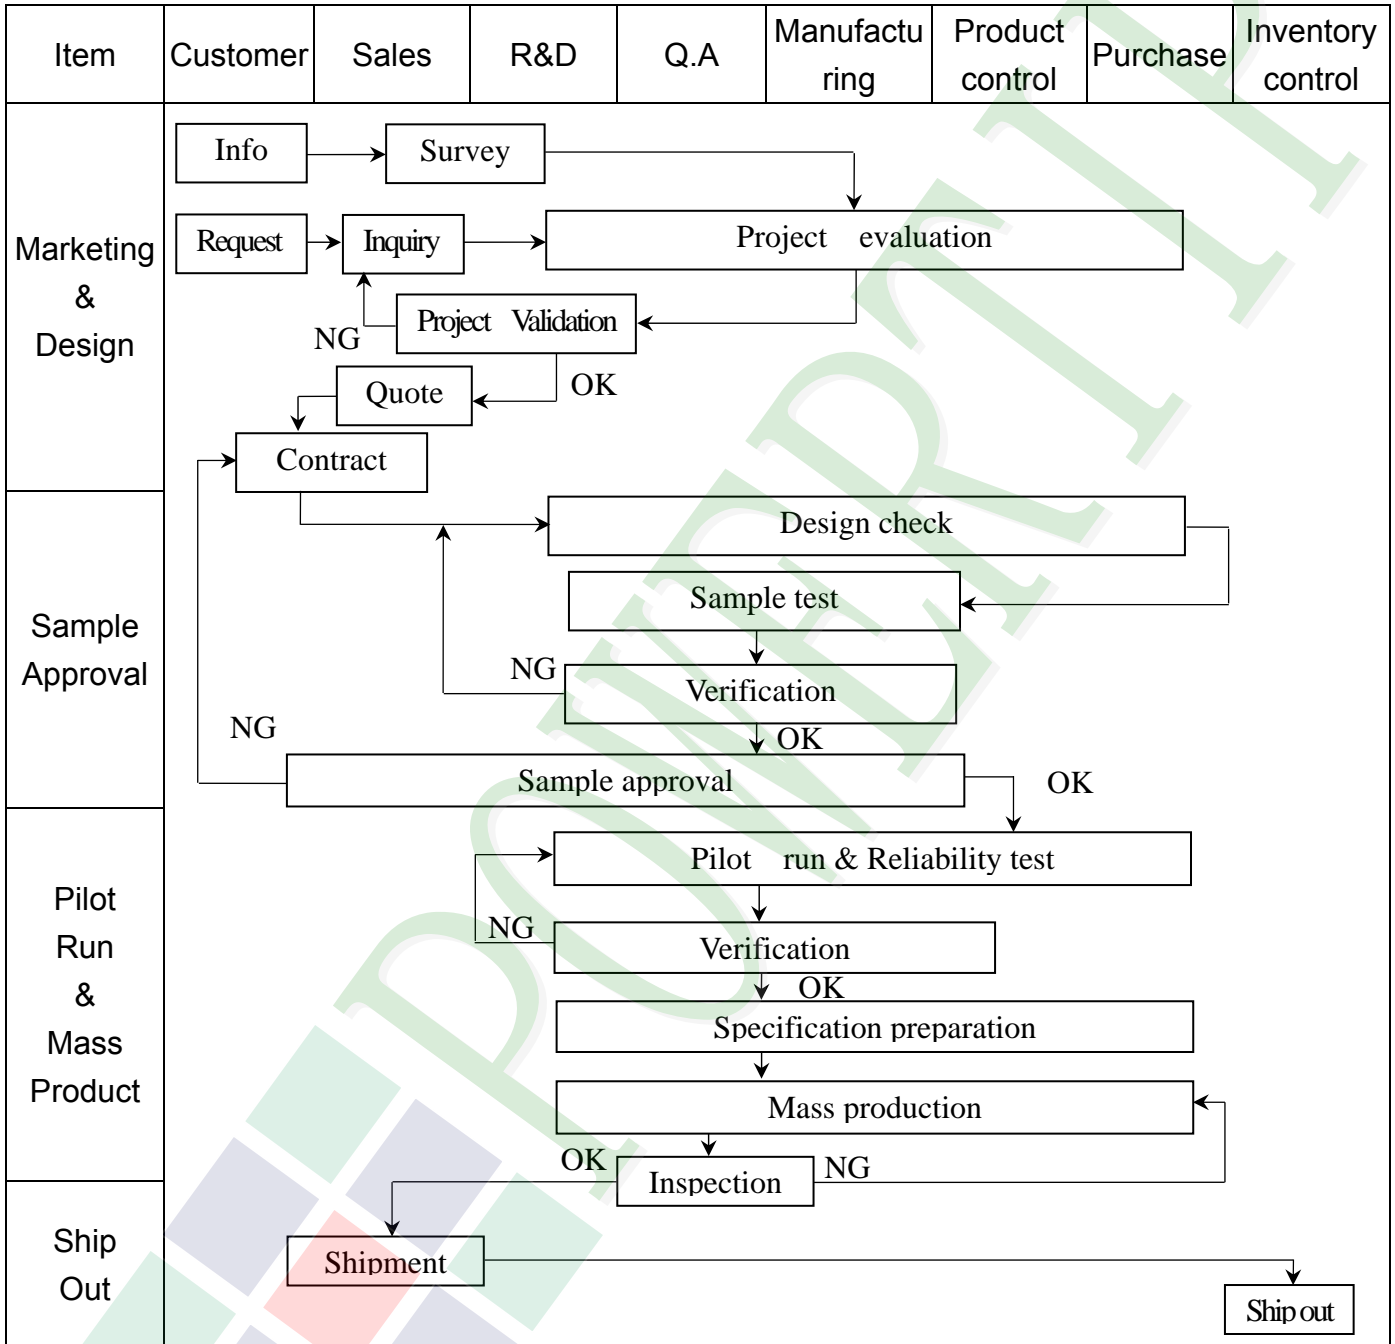 Item Customer Sales R&D Q.A Manufactu Product Purchase Inventory
ring control control
Info Survey
Request Inquiry Project evaluation
Marketing
&
Design
Project Validation
NG
OK
Quote
Contract
Design check
Sample test
Sample
Approval
NG
Verification
NG
OK
Sample approval
OK
Pilot run & Reliability test
Pilot
Run
&
Mass
Product
NG
Verification
OK
Specification preparation
Mass production
OK
Inspection
NG
Ship
Out
Shipment
Ship out
POWERTIP